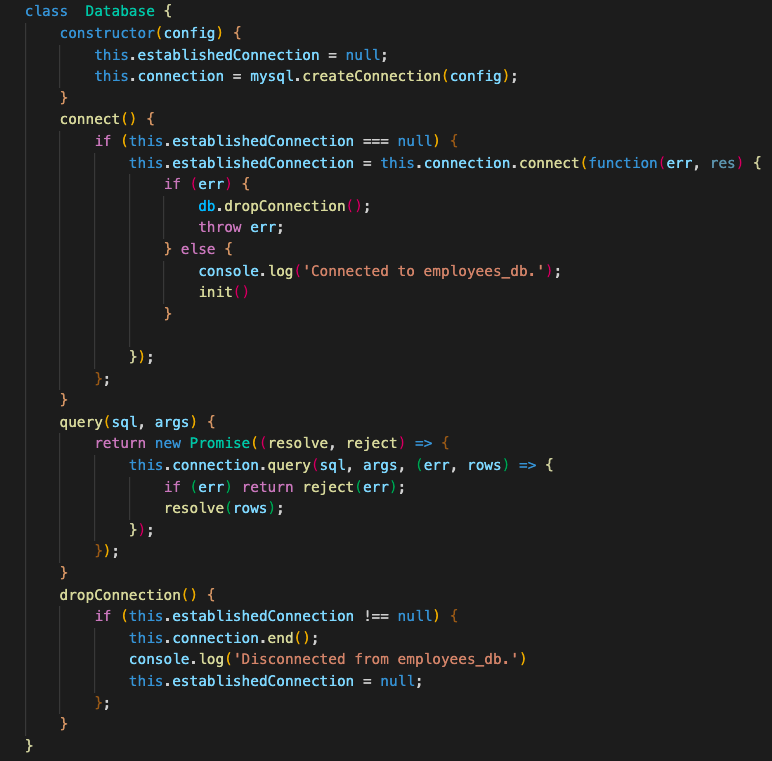 class  Database {
    constructor(config) {
        this.establishedConnection = null;
        this.connection = mysql.createConnection(config);
    }
    connect() {
        if (this.establishedConnection === null) {
            this.establishedConnection = this.connection.connect(function(err, res) {
                if (err) {
                    db.dropConnection();
                    throw err;
                } else {
                    console.log('Connected to employees_db.');
                    init()
                }

            });
        };
    }
    query(sql, args) {
        return new Promise((resolve, reject) => {
            this.connection.query(sql, args, (err, rows) => {
                if (err) return reject(err);
                resolve(rows);
            });
        });
    }
    dropConnection() {
        if (this.establishedConnection !== null) {
            this.connection.end();
            console.log('Disconnected from employees_db.')
            this.establishedConnection = null;
        };
    }
}